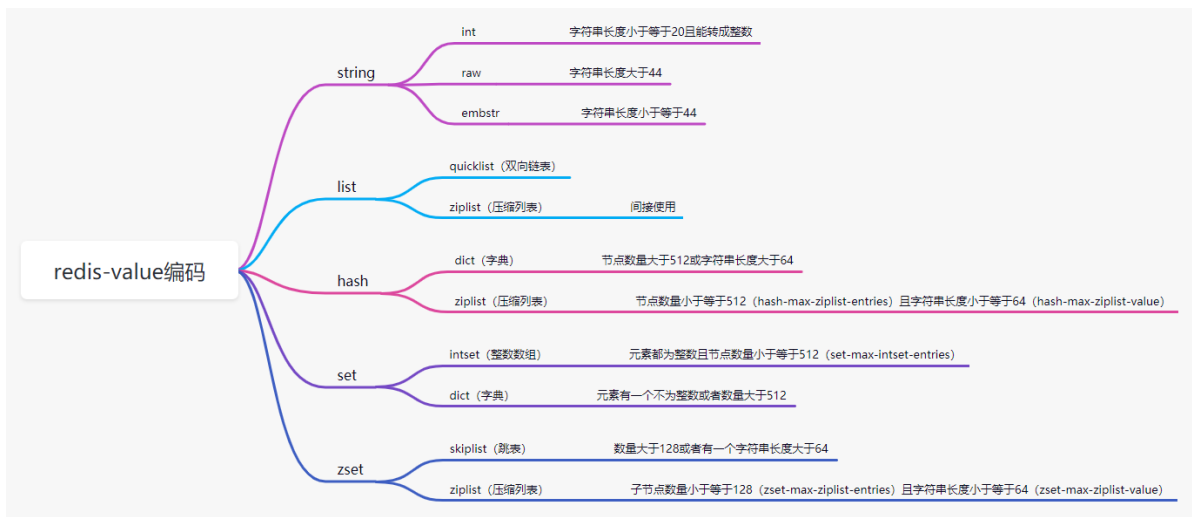 redis-value编码
string
int 字符串长度小于等于20且能转成整数
raw 字符串长度大于44
embstr 字符串长度小于等于44
list
quicklist（双向链表）
ziplist（压缩列表） 间接使用
hash
dict（字典） 节点数量大于512或字符串长度大于64
ziplist（压缩列表） 节点数量小于等于512（hash-max-ziplist-entries）且字符串长度小于等于64（hash-max-ziplist-value）
set
intset（整数数组） 元素都为整数且节点数量小于等于512（set-max-intset-entries）
dict（字典） 元素有一个不为整数或者数量大于512
zset
skiplist（跳表） 数量大于128或者有一个字符串长度大于64
ziplist（压缩列表） 子节点数量小于等于128（zset-max-ziplist-entries）且字符串长度小于等于64（zset-max-ziplist-value）